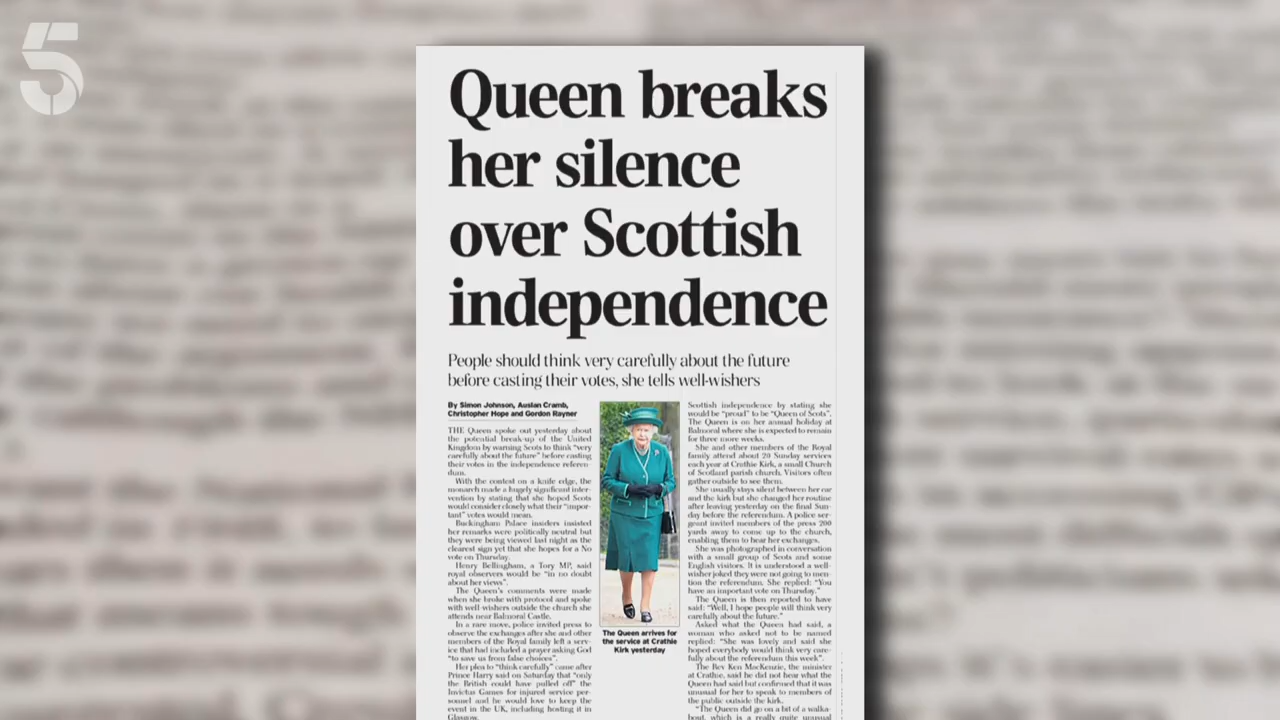 5
Queen breaks
her silence
over Scottish
independence
People should think very carefully about the future
before casting their votes, she tells well-wishers
By Simon Johnson, Auslan Cramb,
Christopher Hope and Gordon Rayner
THE Queen spoke out yesterday about
the potential break-up of the United
Kingdom by warning Scots to think "very
carefully about the future" before casting
their votes in the independence referen-
dum.
With the contest on a knife edge, the
monarch made a hugely significant inter-
vention by stating that she hoped Scots
would consider closely what their "impor-
tant" votes would mean.
Buckingham Palace insiders insisted
her remarks were politically neutral but
they were being viewed last night as the
clearest sign yet that she hopes for a No
vote on Thursday.
Henry Bellingham, a Tory MP, said
royal observers would be "in no doubt
about her views".
The Queen's comments were made
when she broke with protocol and spoke
with well-wishers outside the church she
attends near Balmoral Castle.
In a rare move, police invited press to
observe the exchanges after she and other
members of the Royal family left a serv-
ice that had included a prayer asking God
"to save us from false choices".
Her plea to "think carefully" came after
Prince Harry said on Saturday that "only
the British could have pulled off" the
Invictus Games for injured service per-
sonnel and he would love to keep the
event in the UK, including hosting it in
Glasgow.
The Queen arrives for
the service at Crathie
Kirk yesterday
Scottish independence by stating she
would be "proud" to be "Queen of Scots".
The Queen is on her annual holiday at
Balmoral where she is expected to remain
for three more weeks.
She and other members of the Royal
family attend about 20 Sunday services
each year at Crathie Kirk, a small Church
of Scotland parish church. Visitors often
gather outside to see them.
She usually stays silent between her car
and the kirk but she changed her routine
after leaving yesterday on the final Sun-
day before the referendum. A police ser-
geant invited members of the press 200
yards away to come up to the church,
enabling them to hear her exchanges.
She was photographed in conversation
with a small group of Scots and some
English visitors. It is understood a well-
wisher joked they were not going to men-
tion the referendum. She replied: "You
have an important vote on Thursday."
The Queen is then reported to have
said: "Well, I hope people will think very
carefully about the future."
Asked what the Queen had said, a
woman who asked not to be named
replied: "She was lovely and said she
hoped everybody would think very care-
fully about the referendum this week".
The Rev Ken MacKenzie, the minister
at Crathie, said he did not hear what the
Queen had said but confirmed that it was
unusual for her to speak to members of
the public outside the kirk.
"The Queen did go on a bit of a walka-
bout, which is a really quite unusual